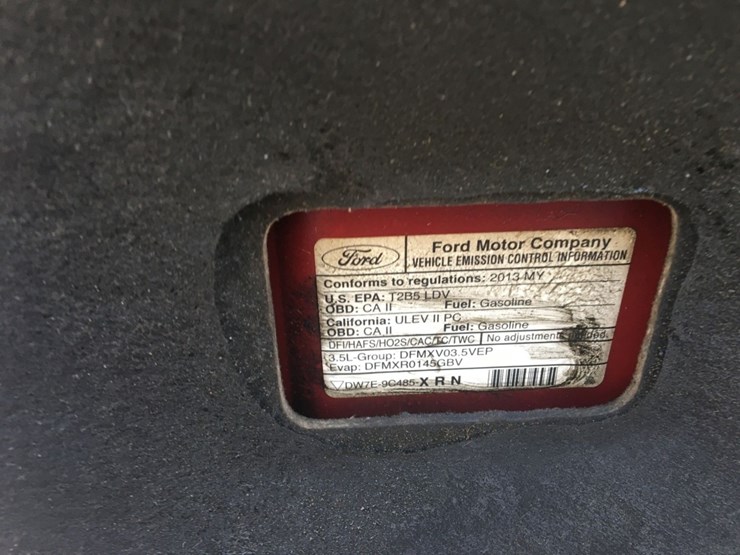 Ford
Ford Motor Company
VEHICLE EMISSION CONTROL INFORMATION
Conforms to regulations: 2013 MY
U.S. EPA: T2B5 LDV
OBD: CA II Fuel: Gasoline
California: ULEV II PC
OBD: CA II Fuel: Gasoline
DFI/HAFS/HO2S/CAC/TC/TWC No adjustment
3.5L-Group: DFMXV03.5VEP
Evap: DFMXR0145GBV
DW7E-9C485-X R N